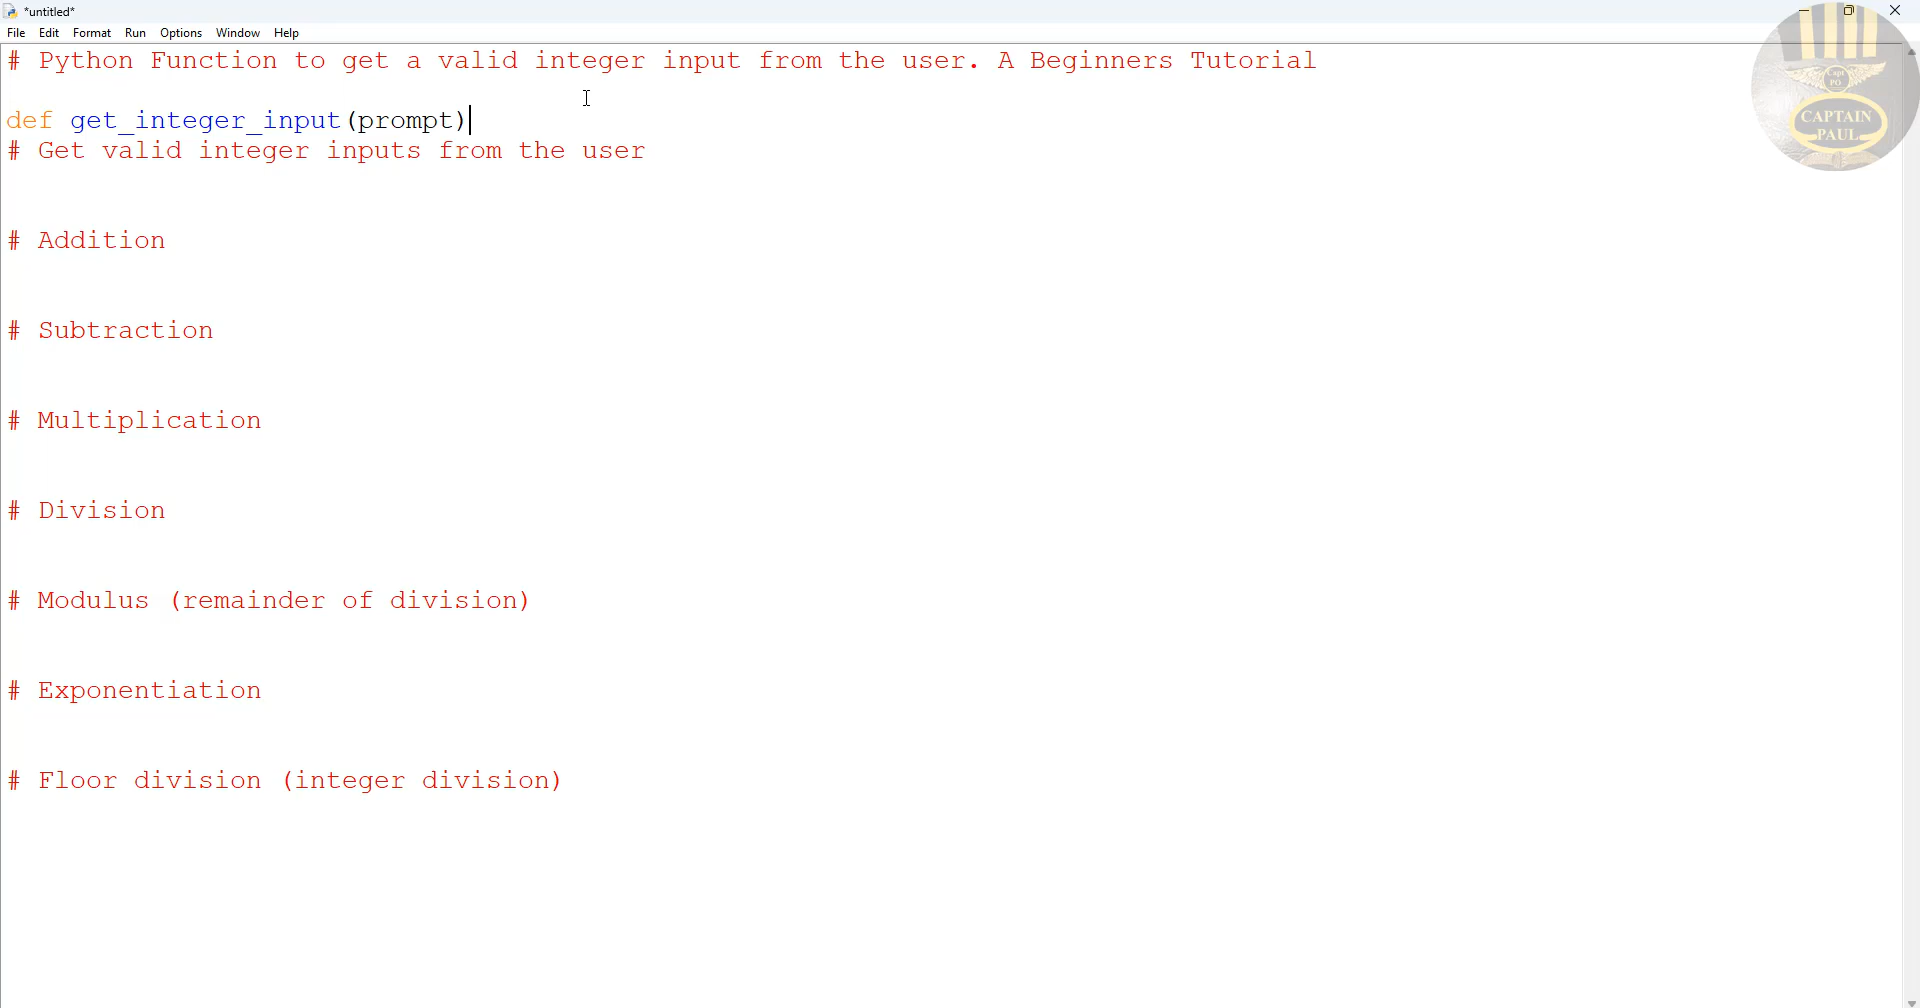 *untitled*
File Edit Format Run Options Window Help
# Python Function to get a valid integer input from the user. A Beginners Tutorial
def get_integer_input(prompt)
# Get valid integer inputs from the user
# Addition
# Subtraction
# Multiplication
# Division
# Modulus (remainder of division)
# Exponentiation
# Floor division (integer division)
Capt
PO
CAPTAIN
PAUL